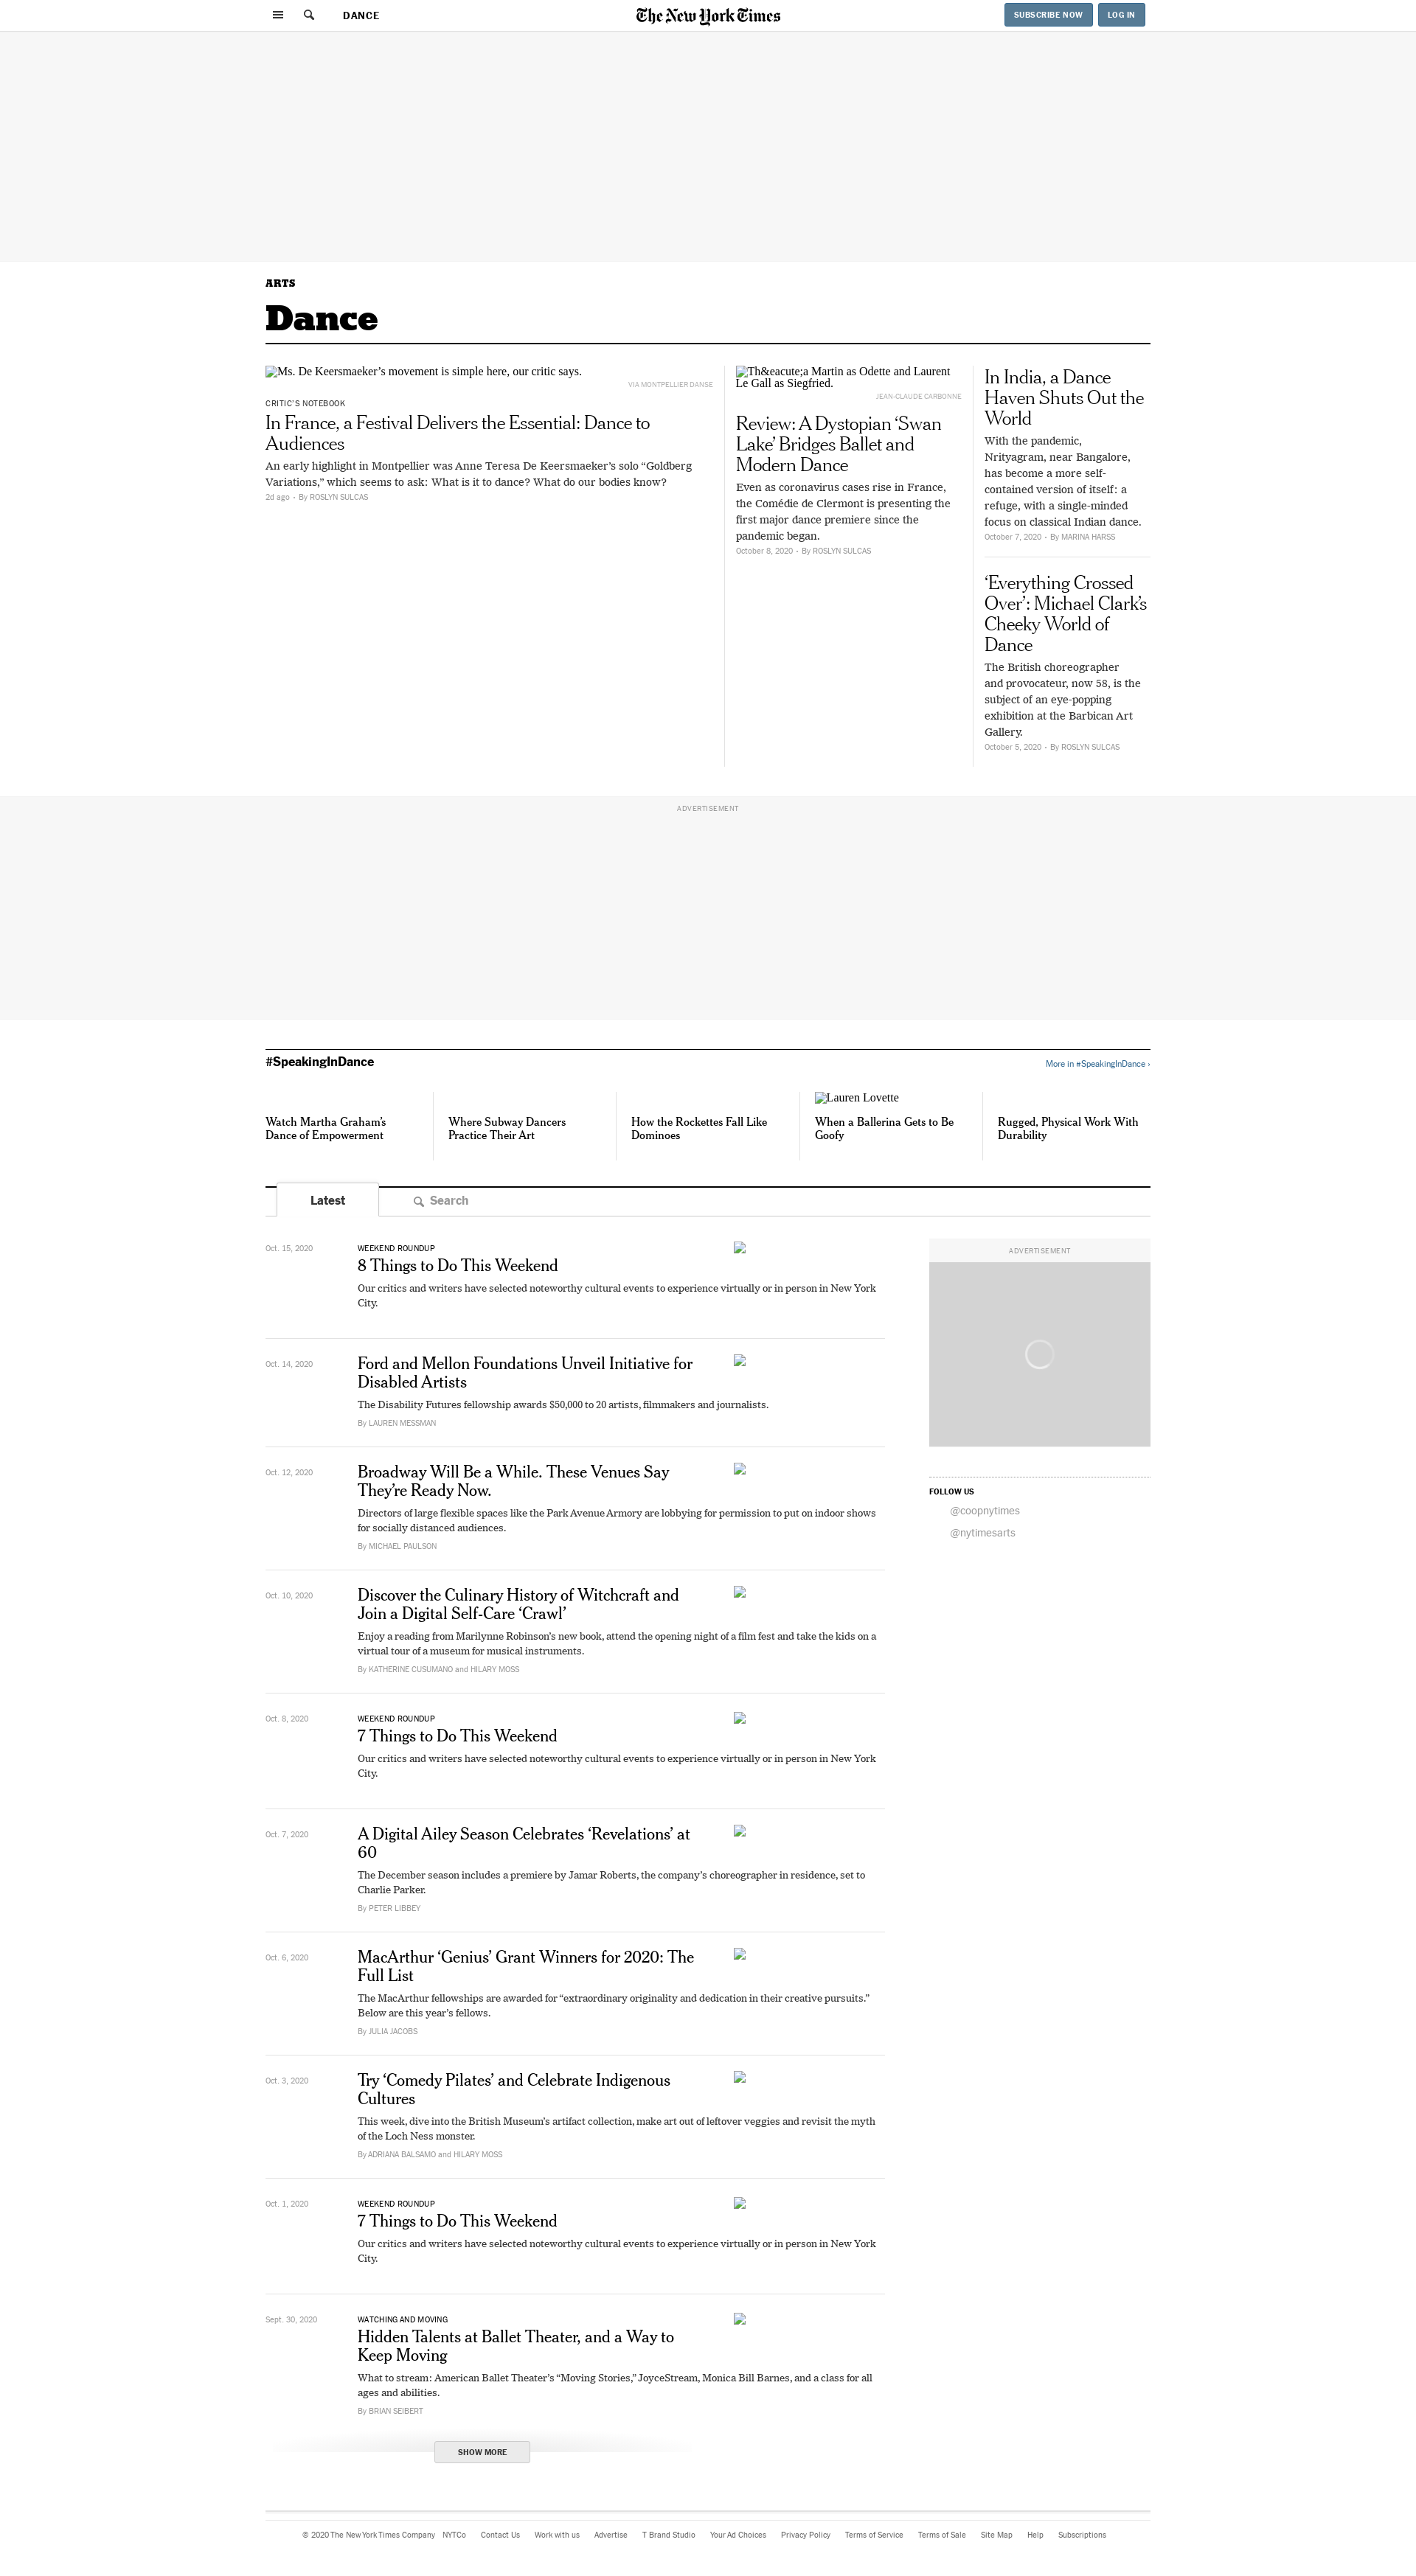 DANCE
The New York Times
SUBSCRIBE NOW
LOG IN
ARTS
Dance
Ms. De Keersmaeker’s movement is simple here, our critic says.
VIA MONTPELLIER DANSE
CRITIC'S NOTEBOOK
In France, a Festival Delivers the Essential: Dance to
Audiences
An early highlight in Montpellier was Anne Teresa De Keersmaeker’s solo “Goldberg
Variations,” which seems to ask: What is it to dance? What do our bodies know?
2d ago • By ROSLYN SULCAS
Th&eacute;a Martin as Odette and Laurent
Le Gall as Siegfried.
JEAN-CLAUDE CARBONNE
Review: A Dystopian ‘Swan
Lake’ Bridges Ballet and
Modern Dance
Even as coronavirus cases rise in France,
the Comédie de Clermont is presenting the
first major dance premiere since the
pandemic began.
October 8, 2020 • By ROSLYN SULCAS
In India, a Dance
Haven Shuts Out the
World
With the pandemic,
Nrityagram, near Bangalore,
has become a more self-
contained version of itself: a
refuge, with a single-minded
focus on classical Indian dance.
October 7, 2020 • By MARINA HARSS
‘Everything Crossed
Over’: Michael Clark’s
Cheeky World of
Dance
The British choreographer
and provocateur, now 58, is the
subject of an eye-popping
exhibition at the Barbican Art
Gallery.
October 5, 2020 • By ROSLYN SULCAS
ADVERTISEMENT
#SpeakingInDance
More in #SpeakingInDance ›
Watch Martha Graham’s
Dance of Empowerment
Where Subway Dancers
Practice Their Art
How the Rockettes Fall Like
Dominoes
Lauren Lovette
When a Ballerina Gets to Be
Goofy
Rugged, Physical Work With
Durability
Latest
Search
Oct. 15, 2020
WEEKEND ROUNDUP
8 Things to Do This Weekend
Our critics and writers have selected noteworthy cultural events to experience virtually or in person in New York
City.
Oct. 14, 2020
Ford and Mellon Foundations Unveil Initiative for
Disabled Artists
The Disability Futures fellowship awards $50,000 to 20 artists, filmmakers and journalists.
By LAUREN MESSMAN
Oct. 12, 2020
Broadway Will Be a While. These Venues Say
They’re Ready Now.
Directors of large flexible spaces like the Park Avenue Armory are lobbying for permission to put on indoor shows
for socially distanced audiences.
By MICHAEL PAULSON
Oct. 10, 2020
Discover the Culinary History of Witchcraft and
Join a Digital Self-Care ‘Crawl’
Enjoy a reading from Marilynne Robinson’s new book, attend the opening night of a film fest and take the kids on a
virtual tour of a museum for musical instruments.
By KATHERINE CUSUMANO and HILARY MOSS
Oct. 8, 2020
WEEKEND ROUNDUP
7 Things to Do This Weekend
Our critics and writers have selected noteworthy cultural events to experience virtually or in person in New York
City.
Oct. 7, 2020
A Digital Ailey Season Celebrates ‘Revelations’ at
60
The December season includes a premiere by Jamar Roberts, the company’s choreographer in residence, set to
Charlie Parker.
By PETER LIBBEY
Oct. 6, 2020
MacArthur ‘Genius’ Grant Winners for 2020: The
Full List
The MacArthur fellowships are awarded for “extraordinary originality and dedication in their creative pursuits.”
Below are this year’s fellows.
By JULIA JACOBS
Oct. 3, 2020
Try ‘Comedy Pilates’ and Celebrate Indigenous
Cultures
This week, dive into the British Museum’s artifact collection, make art out of leftover veggies and revisit the myth
of the Loch Ness monster.
By ADRIANA BALSAMO and HILARY MOSS
Oct. 1, 2020
WEEKEND ROUNDUP
7 Things to Do This Weekend
Our critics and writers have selected noteworthy cultural events to experience virtually or in person in New York
City.
Sept. 30, 2020
WATCHING AND MOVING
Hidden Talents at Ballet Theater, and a Way to
Keep Moving
What to stream: American Ballet Theater’s “Moving Stories,” JoyceStream, Monica Bill Barnes, and a class for all
ages and abilities.
By BRIAN SEIBERT
SHOW MORE
ADVERTISEMENT
FOLLOW US
@coopnytimes
@nytimesarts
© 2020 The New York Times Company NYTCo Contact Us Work with us Advertise T Brand Studio Your Ad Choices Privacy Policy Terms of Service Terms of Sale Site Map Help Subscriptions